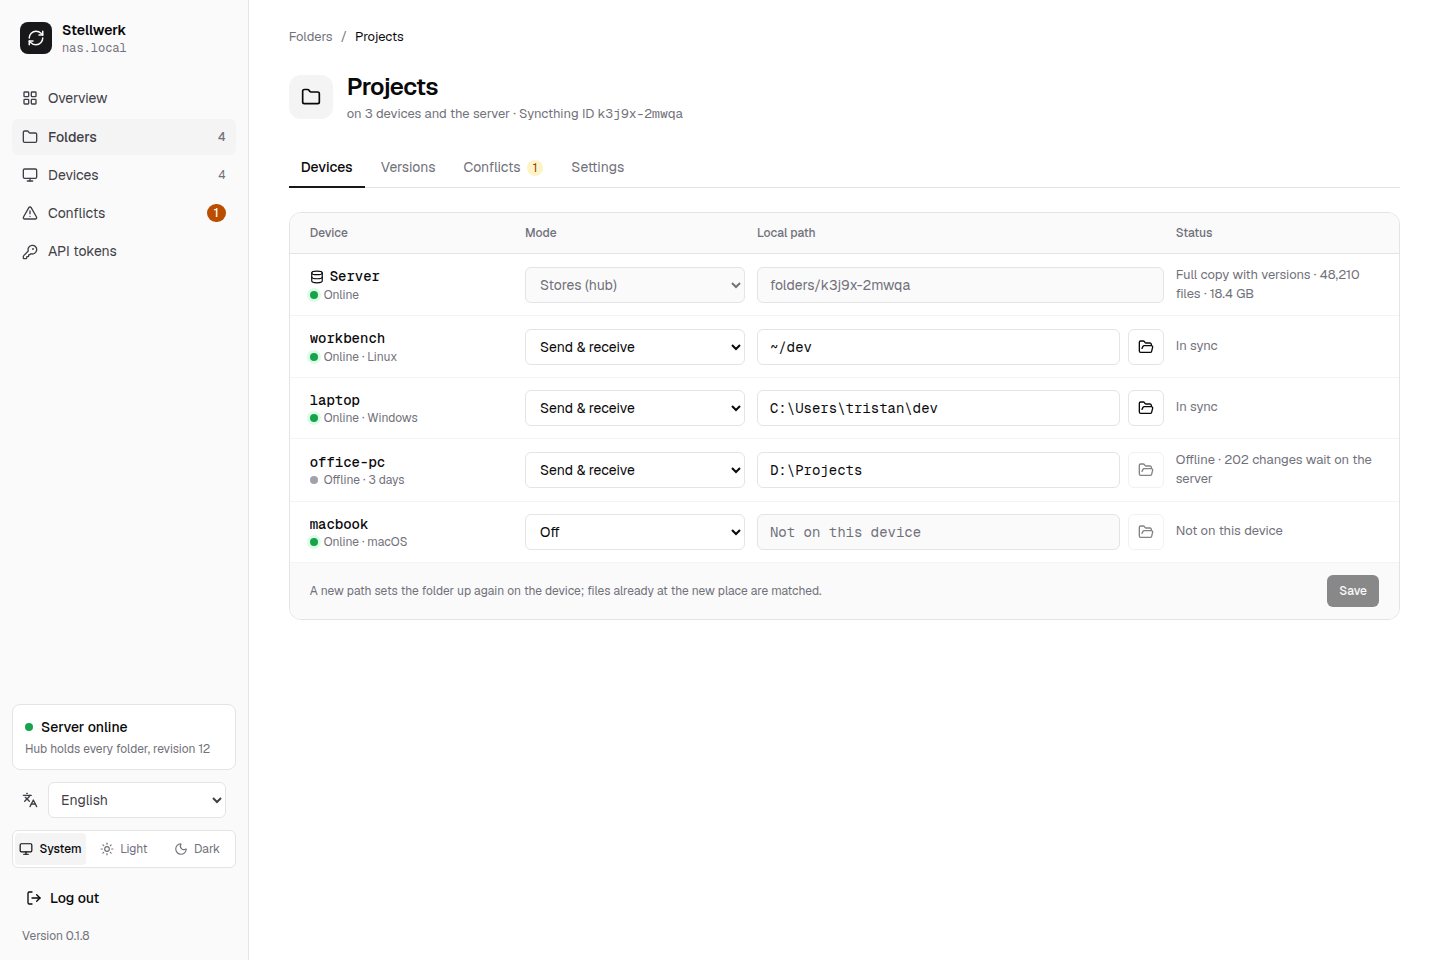 Stellwerk
nas.local
Overview
Folders 4
Devices 4
Conflicts 1
API tokens
Server online
Hub holds every folder, revision 12
English
System Light Dark
Log out
Version 0.1.8
Folders / Projects
Projects
on 3 devices and the server · Syncthing ID k3j9x-2mwqa
Devices Versions Conflicts 1 Settings
Device Mode Local path Status
Server
Online
Stores (hub)
folders/k3j9x-2mwqa
Full copy with versions · 48,210
files · 18.4 GB
workbench
Online · Linux
Send & receive
~/dev
In sync
laptop
Online · Windows
Send & receive
C:\Users\tristan\dev
In sync
office-pc
Offline · 3 days
Send & receive
D:\Projects
Offline · 202 changes wait on the
server
macbook
Online · macOS
Off
Not on this device
Not on this device
A new path sets the folder up again on the device; files already at the new place are matched.
Save